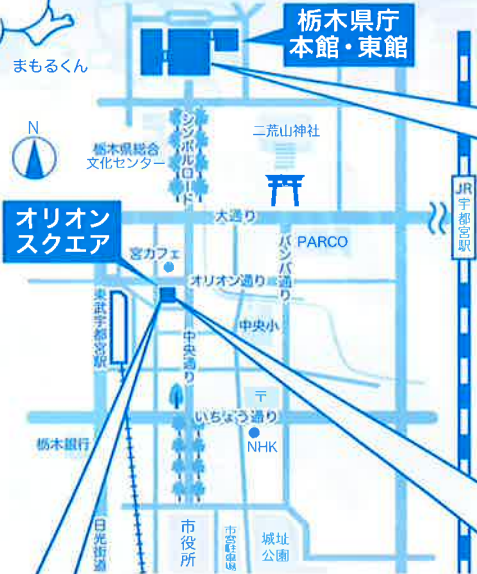 栃木県庁
本館・東館
まもるくん
N
シンボルロード
栃木県総合
文化センター
二荒山神社
JR宇都宮駅
オリオン
スクエア
大通り
宮カフェ
バンバ通り
PARCO
オリオン通り
東武宇都宮駅
中央通り
中央小
〒
いちょう通り
栃木銀行
NHK
日光街道
市役所
市営駐車場
城址
公園